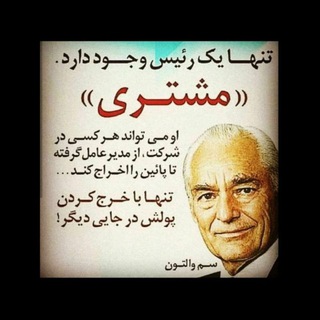 تنها یک رئیس وجود دارد.
«مشتری»
او می تواند هر کسی در
شرکت، از مدیر عامل گرفته
تا پائین را اخراج کند...
تنها با خرج کردن
پولش در جایی دیگر!
سم والتون